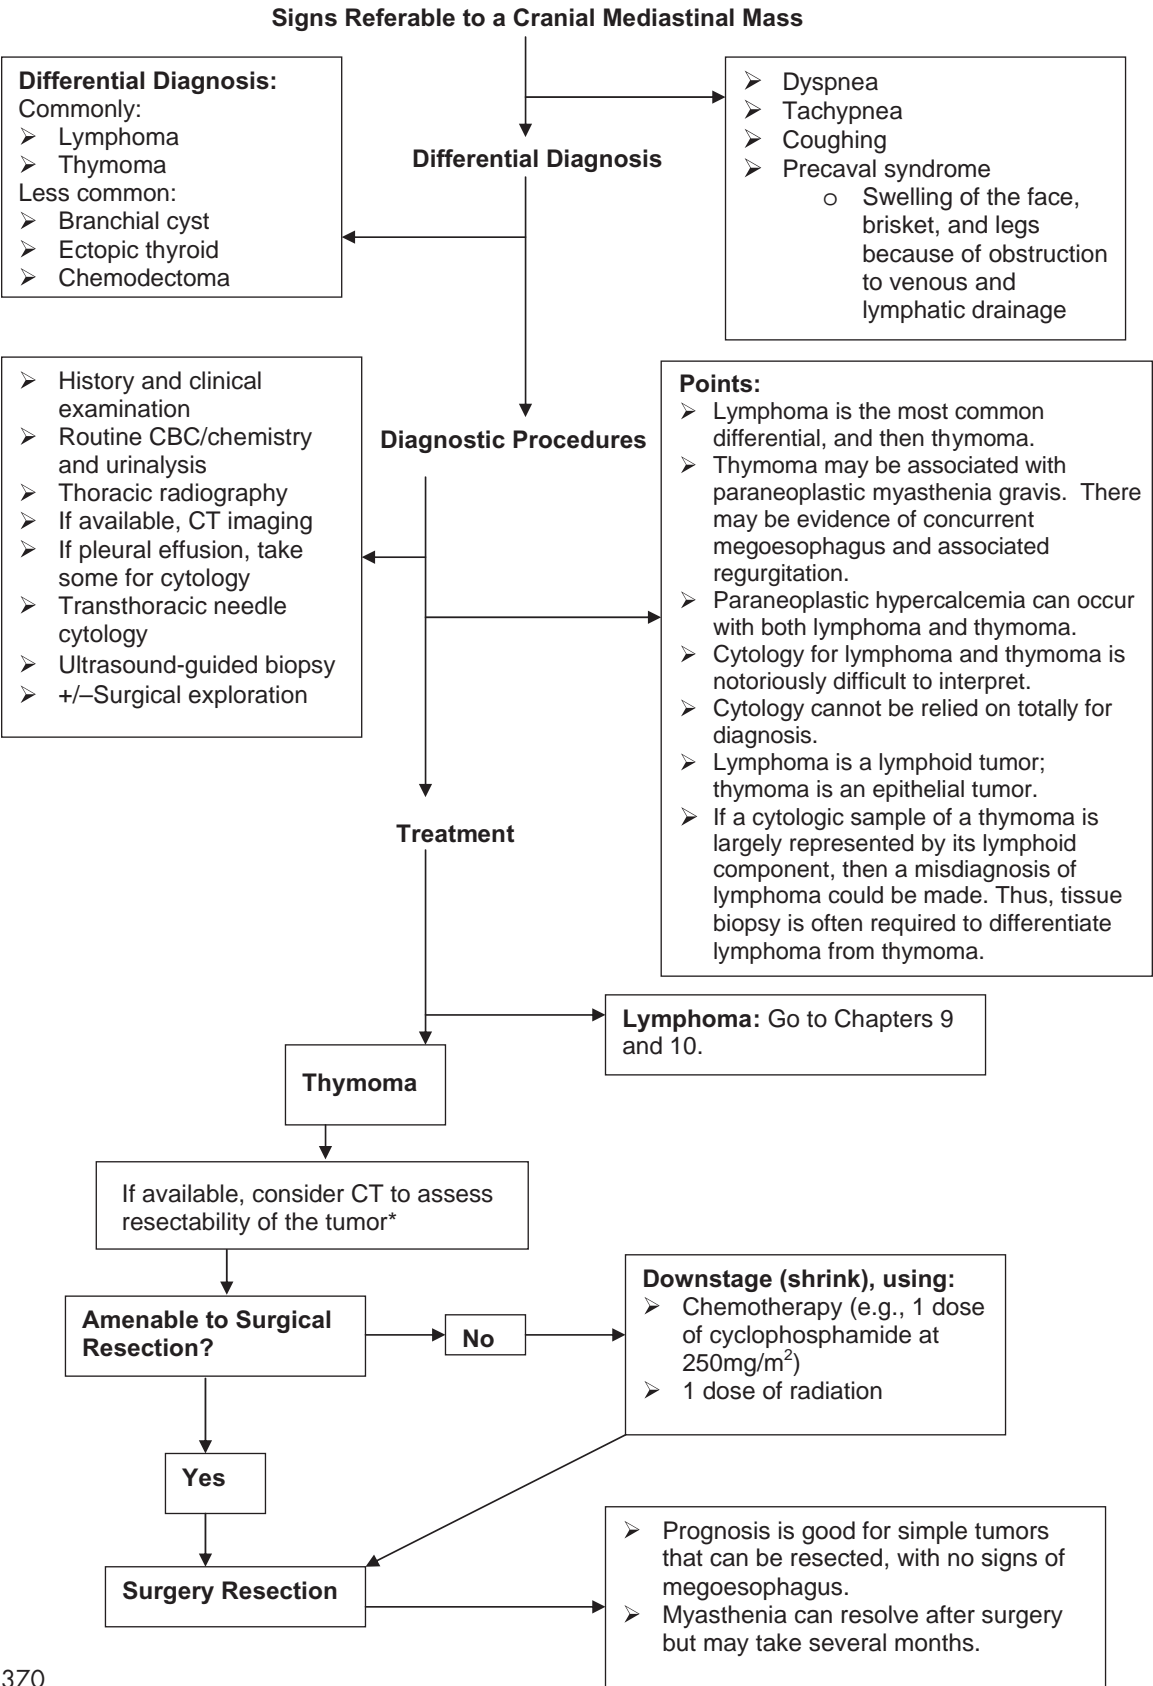 Signs Referable to a Cranial Mediastinal Mass
Differential Diagnosis:
Commonly:
➢ Lymphoma
➢ Thymoma
Less common:
➢ Branchial cyst
➢ Ectopic thyroid
➢ Chemodectoma
➢ Dyspnea
➢ Tachypnea
➢ Coughing
➢ Precaval syndrome
o Swelling of the face,
brisket, and legs
because of obstruction
to venous and
lymphatic drainage
Differential Diagnosis
➢ History and clinical
examination
➢ Routine CBC/chemistry
and urinalysis
➢ Thoracic radiography
➢ If available, CT imaging
➢ If pleural effusion, take
some for cytology
➢ Transthoracic needle
cytology
➢ Ultrasound-guided biopsy
➢ +/–Surgical exploration
Diagnostic Procedures
Points:
➢ Lymphoma is the most common
differential, and then thymoma.
➢ Thymoma may be associated with
paraneoplastic myasthenia gravis. There
may be evidence of concurrent
megoesophagus and associated
regurgitation.
➢ Paraneoplastic hypercalcemia can occur
with both lymphoma and thymoma.
➢ Cytology for lymphoma and thymoma is
notoriously difficult to interpret.
➢ Cytology cannot be relied on totally for
diagnosis.
➢ Lymphoma is a lymphoid tumor;
thymoma is an epithelial tumor.
➢ If a cytologic sample of a thymoma is
largely represented by its lymphoid
component, then a misdiagnosis of
lymphoma could be made. Thus, tissue
biopsy is often required to differentiate
lymphoma from thymoma.
Treatment
Lymphoma: Go to Chapters 9
and 10.
Thymoma
If available, consider CT to assess
resectability of the tumor*
Amenable to Surgical
Resection?
No
Downstage (shrink), using:
➢ Chemotherapy (e.g., 1 dose
of cyclophosphamide at
250mg/m²)
➢ 1 dose of radiation
Yes
Surgery Resection
➢ Prognosis is good for simple tumors
that can be resected, with no signs of
megoesophagus.
➢ Myasthenia can resolve after surgery
but may take several months.
370